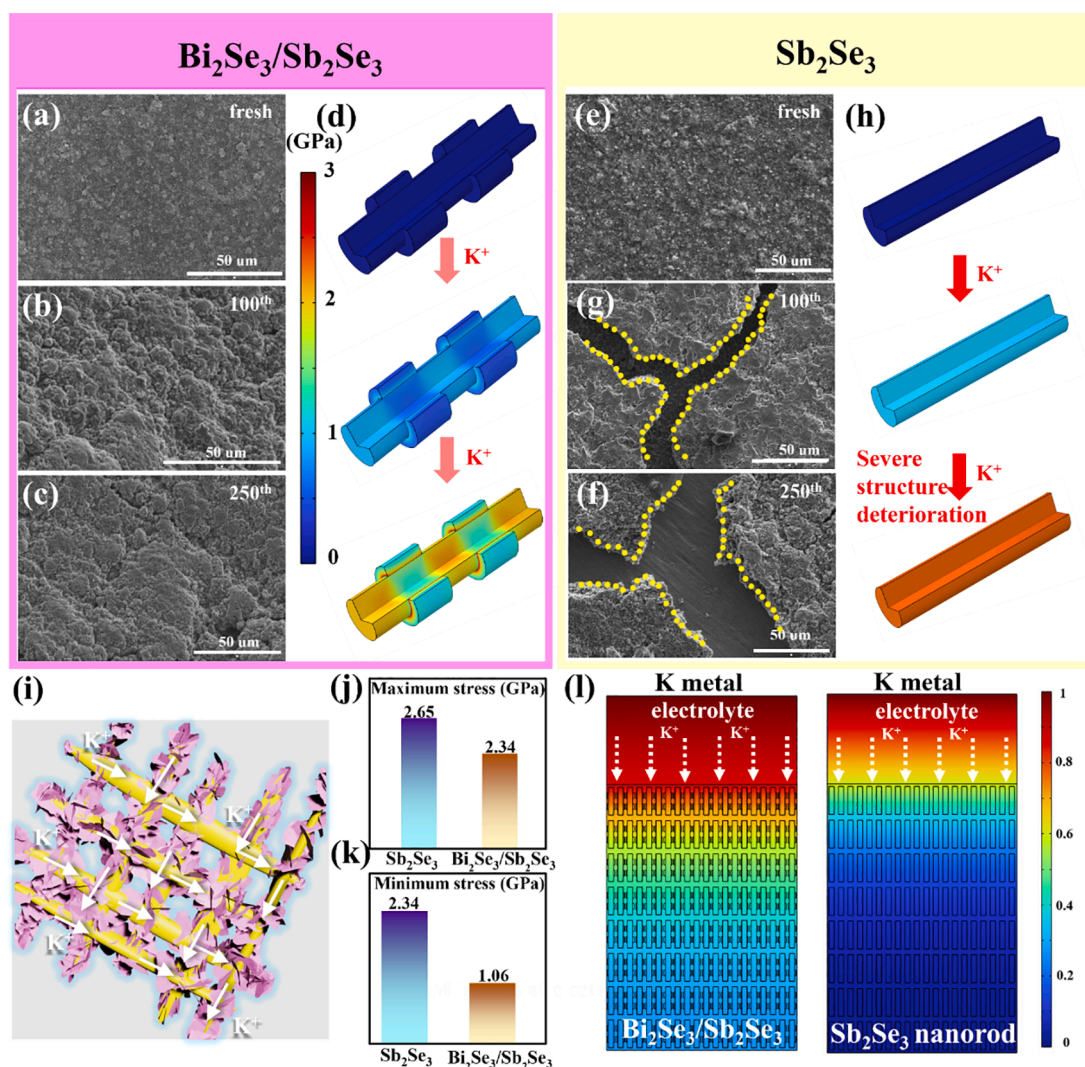 Bi₂Se₃/Sb₂Se₃
Sb₂Se₃
(a)
fresh
50 um
(GPa)
3
2
1
0
(b)
100th
50 um
(c)
250th
50 um
(d)
K⁺
K⁺
(e)
fresh
50 um
(g)
100th
50 um
(f)
250th
50 um
(h)
K⁺
Severe
structure
deterioration
K⁺
(i)
K⁺
K⁺
K⁺
K⁺
K⁺
K⁺
(j)
Maximum stress (GPa)
2.65
2.34
Sb₂Se₃
Bi₂Se₃/Sb₂Se₃
(k)
Minimum stress (GPa)
2.34
1.06
Sb₂Se₃
Bi₂Se₃/Sb₂Se₃
(l)
K metal
electrolyte
K⁺
K⁺
Bi₂Se₃/Sb₂Se₃
K metal
electrolyte
K⁺
K⁺
Sb₂Se₃ nanorod
1
0.8
0.6
0.4
0.2
0